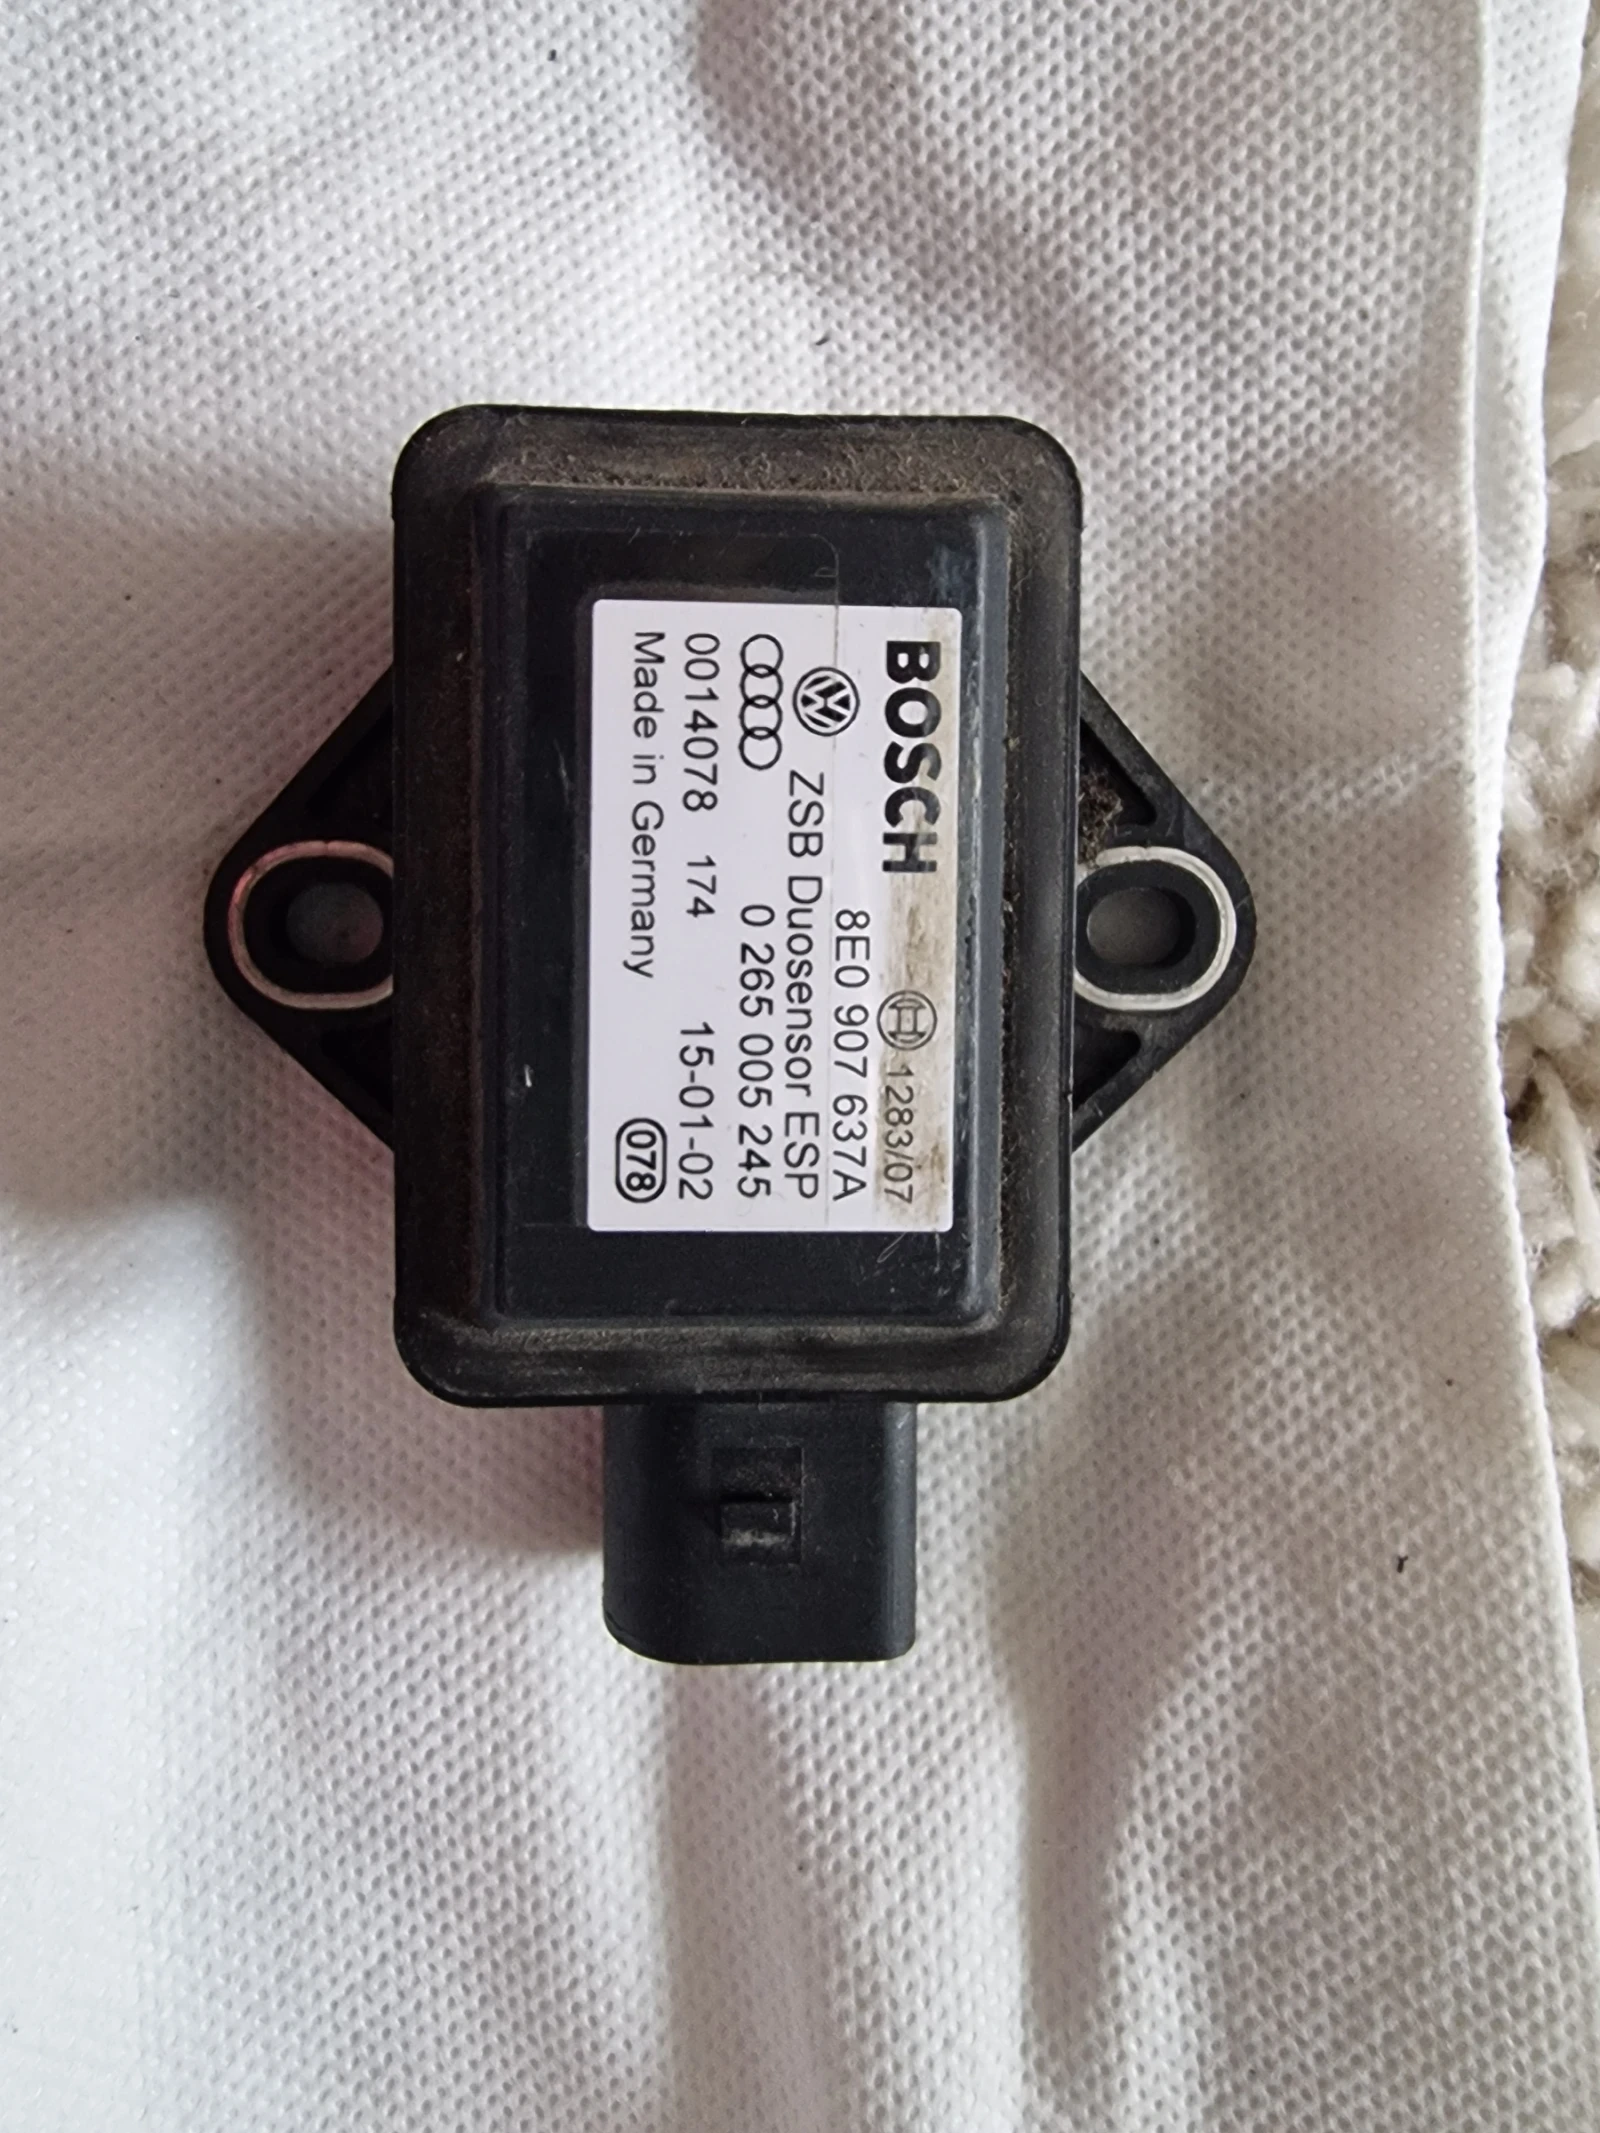 BOSCH 1283/07
8E0 907 637A
ZSB Duosensor ESP
0 265 005 245
0014078 174 15-01-02
Made in Germany 078